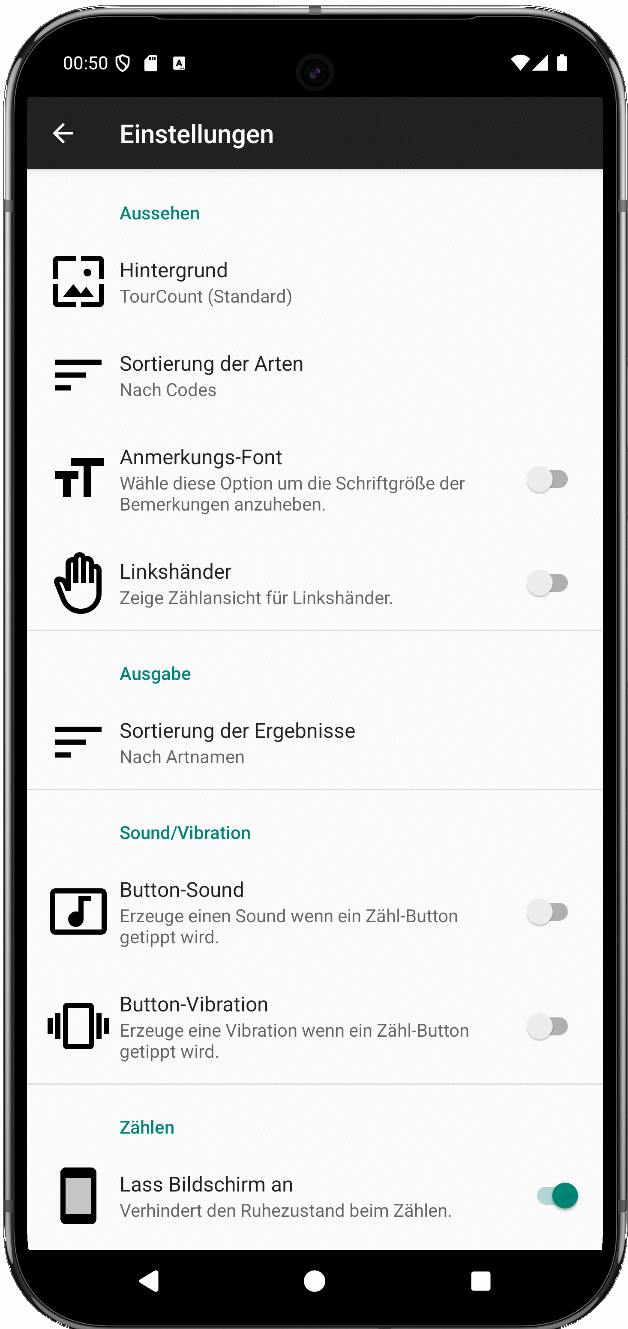 00:50
Einstellungen
Aussehen
Hintergrund
TourCount (Standard)
Sortierung der Arten
Nach Codes
Anmerkungs-Font
Wähle diese Option um die Schriftgröße der
Bemerkungen anzuheben.
Linkshänder
Zeige Zählansicht für Linkshänder.
Ausgabe
Sortierung der Ergebnisse
Nach Artnamen
Sound/Vibration
Button-Sound
Erzeuge einen Sound wenn ein Zähl-Button
getippt wird.
Button-Vibration
Erzeuge eine Vibration wenn ein Zähl-Button
getippt wird.
Zählen
Lass Bildschirm an
Verhindert den Ruhezustand beim Zählen.